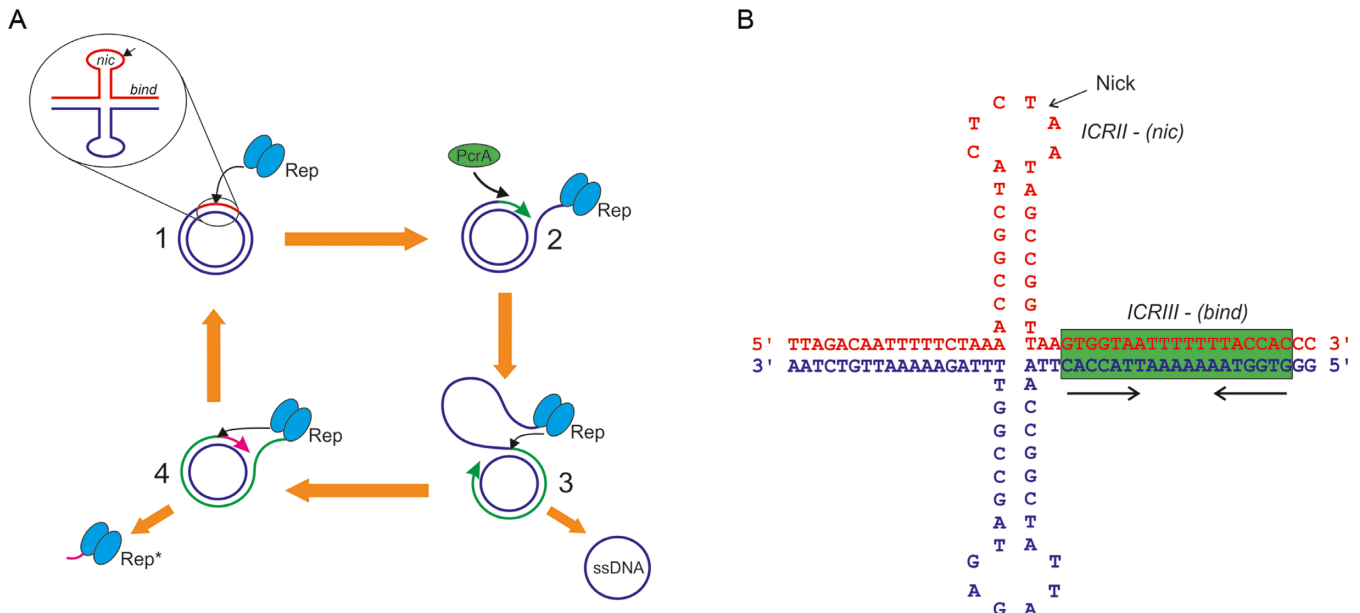 A
nic
bind
Rep
1
PcrA
Rep
2
Rep
3
ssDNA
Rep
4
Rep*
B
Nick
ICRII - (nic)
C T
T A
C A
A T
T A
C G
G C
G C
C G
C G
A T
ICRIII - (bind)
5' TTAGACAATTTTTCTAAA TAAGTGGTAATTTTTTTACCACCC 3'
3' AATCTGTTAAAAAGATTT ATTCACCATTAAAAAAATGGTGGG 5'
T A
G C
G C
C G
C G
G C
A T
T A
G T
A T
G A